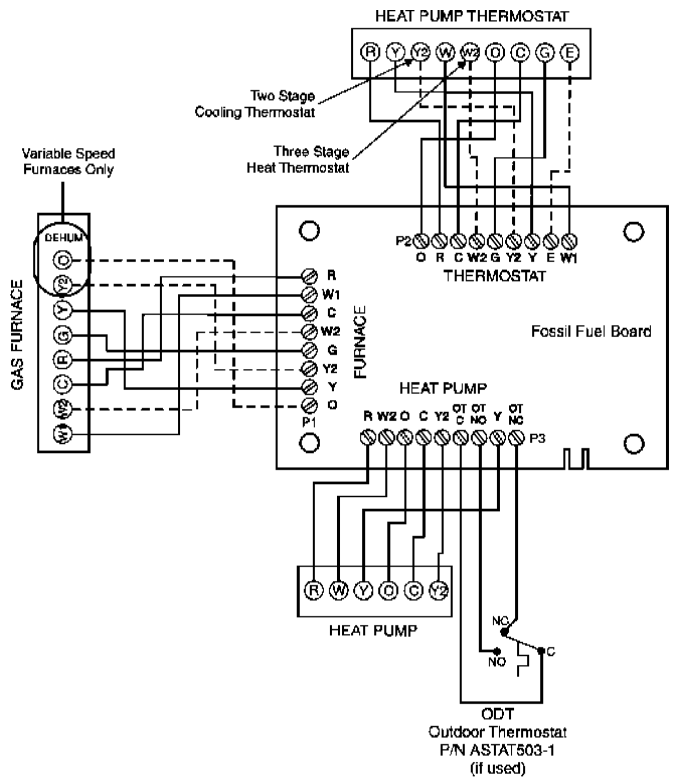 HEAT PUMP THERMOSTAT
R Y Y2 W W2 O C G E
Two Stage
Cooling Thermostat
Three Stage
Heat Thermostat
Variable Speed
Furnaces Only
DEHUM
O
Y2
Y
G
R
C
W2
W1
GAS FURNACE
P2
O R C W2 G Y2 Y E W1
THERMOSTAT
R
W1
C
W2
G
Y2
Y
O
P1
FURNACE
Fossil Fuel Board
HEAT PUMP
R W2 O C Y2 OT C OT NO Y OT NC
P3
R W Y O C Y2
HEAT PUMP
NC
NO
C
ODT
Outdoor Thermostat
P/N ASTAT503-1
(if used)